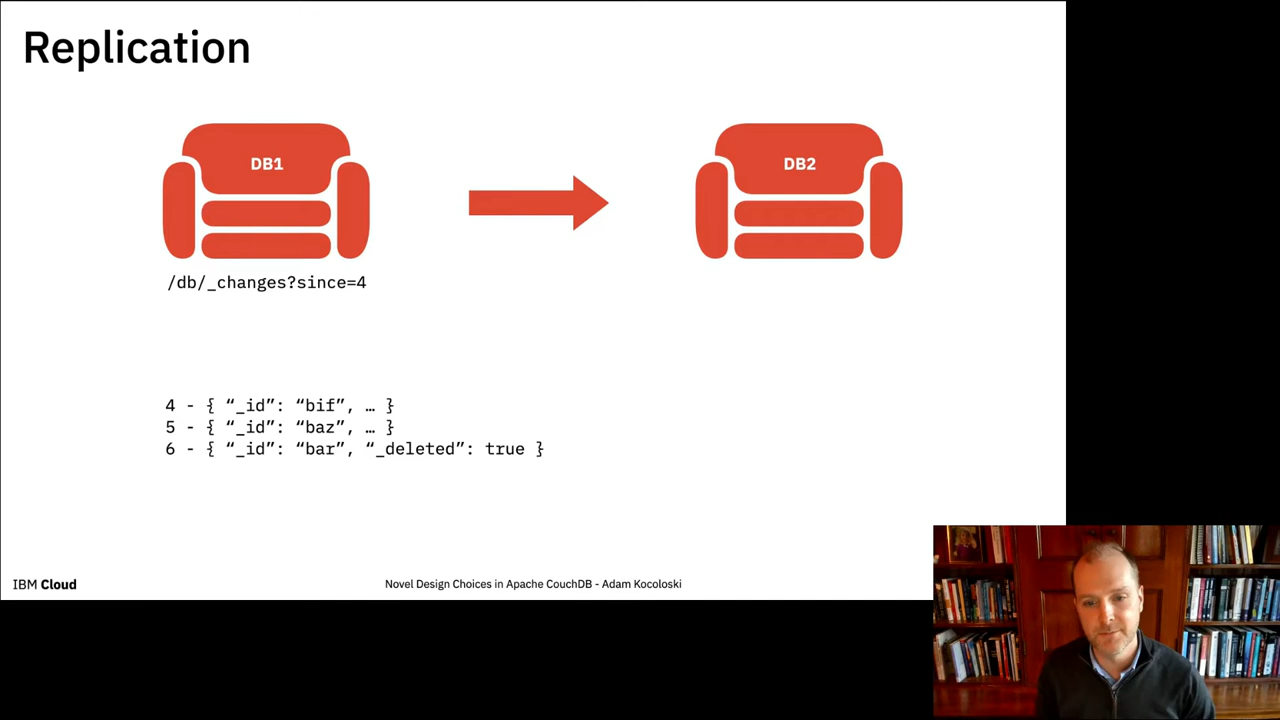 Replication
DB1
DB2
/db/_changes?since=4
4 - { “_id”: “bif”, … }
5 - { “_id”: “baz”, … }
6 - { “_id”: “bar”, “_deleted”: true }
IBM Cloud
Novel Design Choices in Apache CouchDB - Adam Kocoloski